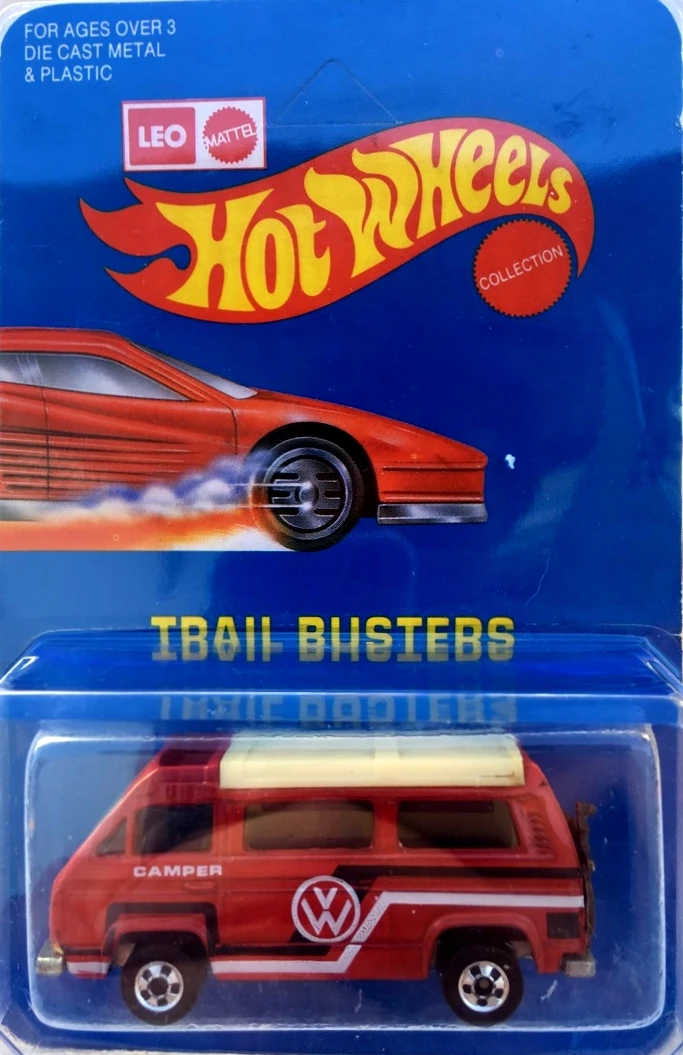 FOR AGES OVER 3
DIE CAST METAL
& PLASTIC
LEO MATTEL
HOT WHEELS
COLLECTION
TRAIL BUSTERS
CAMPER
VW